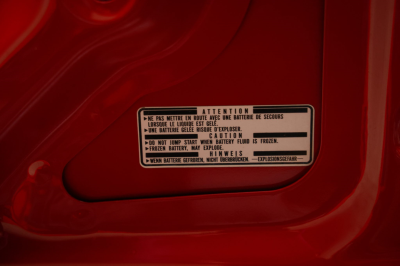 ATTENTION
▸NE PAS METTRE EN ROUTE AVEC UNE BATTERIE DE SECOURS
LORSQUE LE LIQUIDE EST GELÉ.
▸UNE BATTERIE GELÉE RISQUE D'EXPLOSER.
CAUTION
▸DO NOT JUMP START WHEN BATTERY FLUID IS FROZEN.
▸FROZEN BATTERY, MAY EXPLODE.
HINWEIS
▸WENN BATTERIE GEFROREN, NICHT ÜBERBRÜCKEN. —EXPLOSIONSGEFAHR—